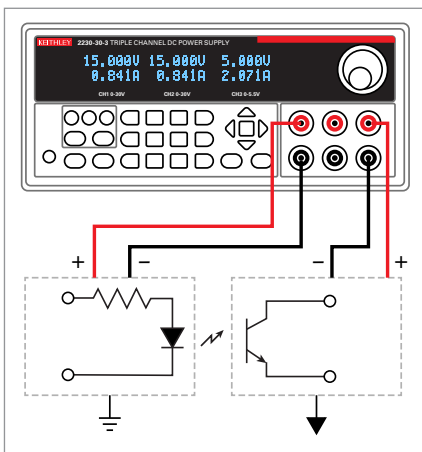 KEITHLEY 2230-30-3 TRIPLE CHANNEL DC POWER SUPPLY
15.000V 15.000V 5.000V
0.841A 0.841A 2.071A
CH1 0-30V CH2 0-30V CH3 0-5.5V
+ − − +